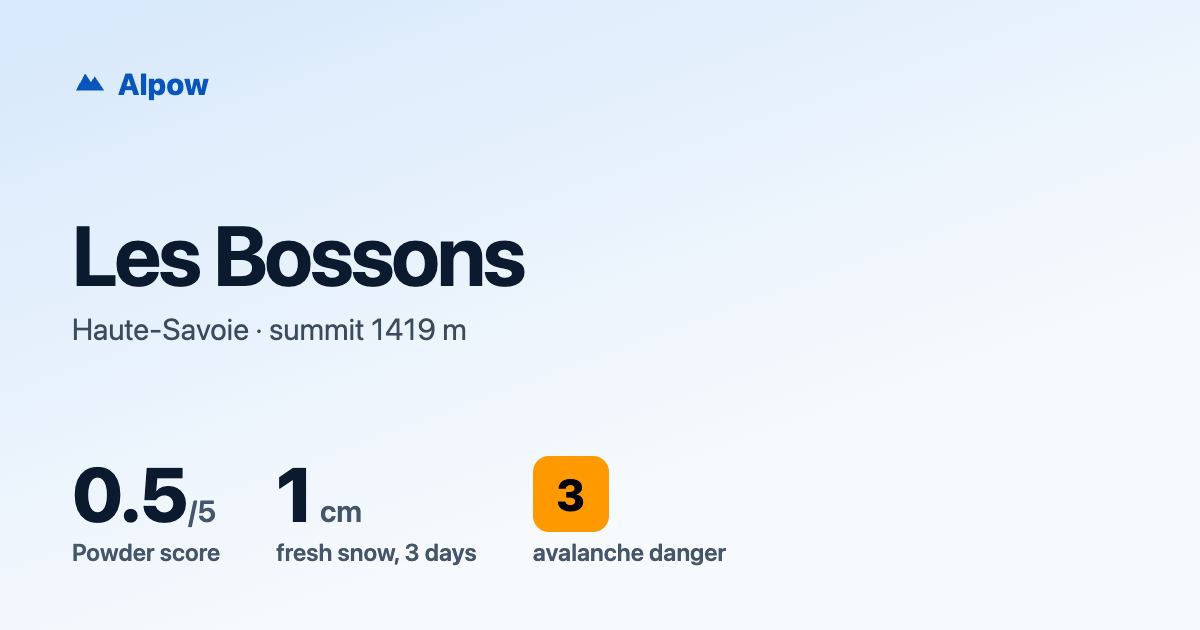 Alpow
Les Bossons
Haute-Savoie · summit 1419 m
0.5/5
Powder score
1 cm
fresh snow, 3 days
3
avalanche danger